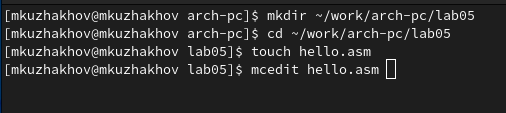 [mkuzhakhov@mkuzhakhov arch-pc]$ mkdir ~/work/arch-pc/lab05
[mkuzhakhov@mkuzhakhov arch-pc]$ cd ~/work/arch-pc/lab05
[mkuzhakhov@mkuzhakhov lab05]$ touch hello.asm
[mkuzhakhov@mkuzhakhov lab05]$ mcedit hello.asm